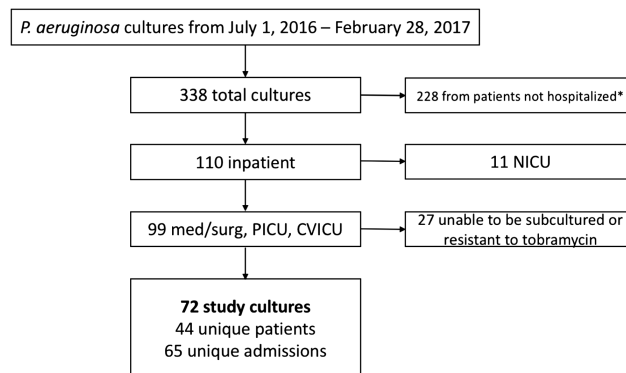 P. aeruginosa cultures from July 1, 2016 – February 28, 2017
338 total cultures
228 from patients not hospitalized*
110 inpatient
11 NICU
99 med/surg, PICU, CVICU
27 unable to be subcultured or
resistant to tobramycin
72 study cultures
44 unique patients
65 unique admissions